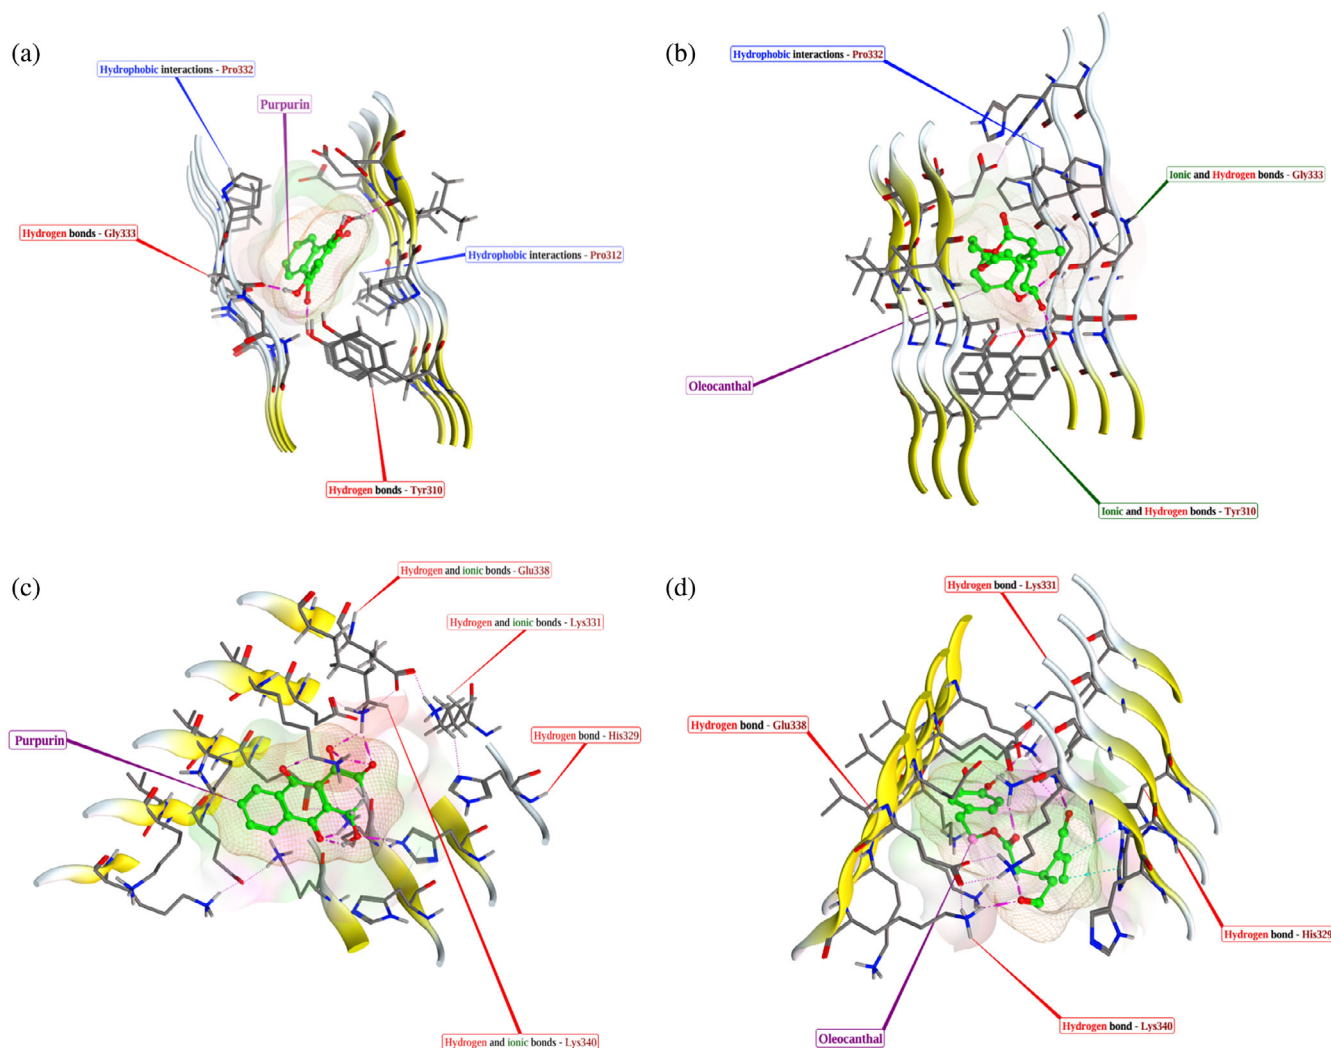 (a)
Hydrophobic interactions - Pro332
Purpurin
Hydrogen bonds - Gly333
Hydrophobic interactions - Pro312
Hydrogen bonds - Tyr310
(b)
Hydrophobic interactions - Pro332
Ionic and Hydrogen bonds - Gly333
Oleocanthal
Ionic and Hydrogen bonds - Tyr310
(c)
Hydrogen and ionic bonds - Glu338
Hydrogen and ionic bonds - Lys331
Purpurin
Hydrogen bond - His329
Hydrogen and ionic bonds - Lys340
(d)
Hydrogen bond - Lys331
Hydrogen bond - Glu338
Hydrogen bond - His329
Hydrogen bond - Lys340
Oleocanthal